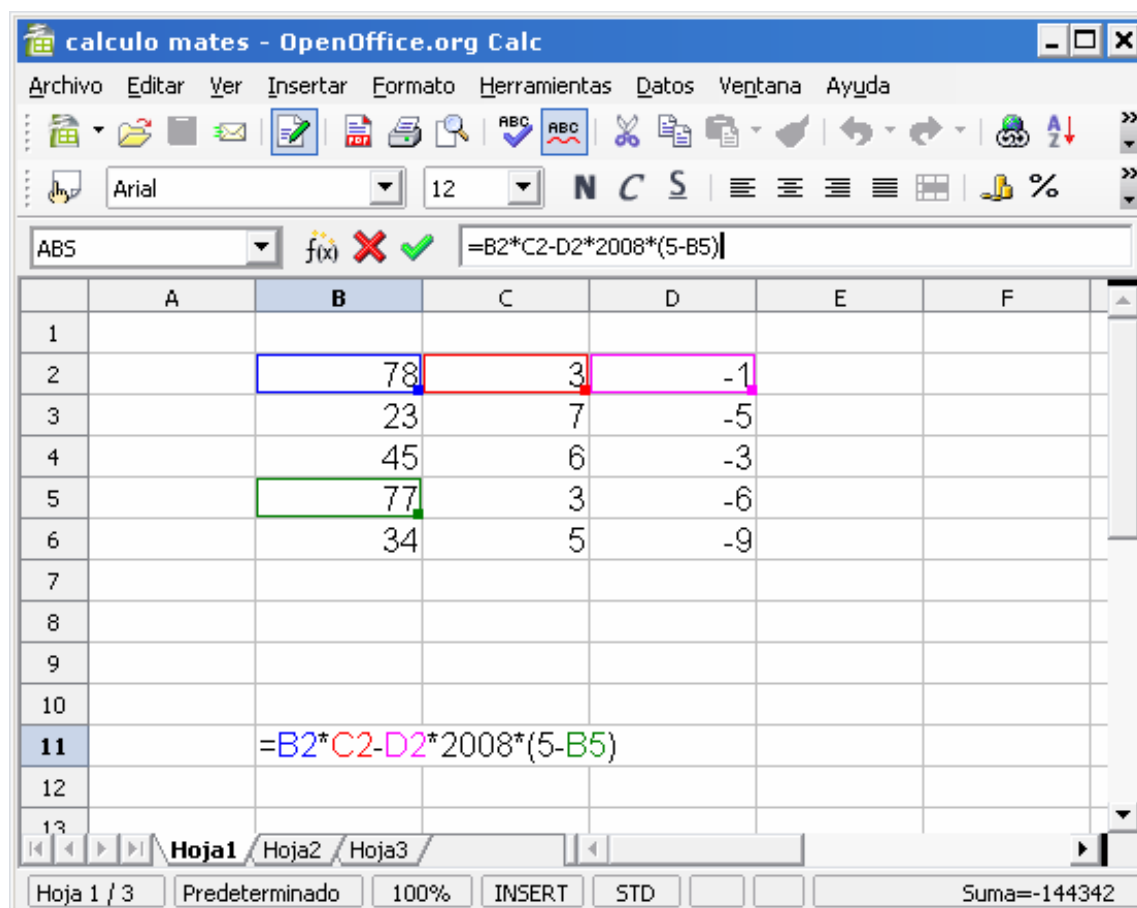 calculo mates - OpenOffice.org Calc
Archivo Editar Ver Insertar Formato Herramientas Datos Ventana Ayuda
PDF ABC ABC A Z »
Arial 12 N C S % »
ABS f(x) =B2*C2-D2*2008*(5-B5)
A B C D E F
1
2 78 3 -1
3 23 7 -5
4 45 6 -3
5 77 3 -6
6 34 5 -9
7
8
9
10
11 =B2*C2-D2*2008*(5-B5)
12
13
Hoja1 Hoja2 Hoja3
Hoja 1 / 3 Predeterminado 100% INSERT STD Suma=-144342